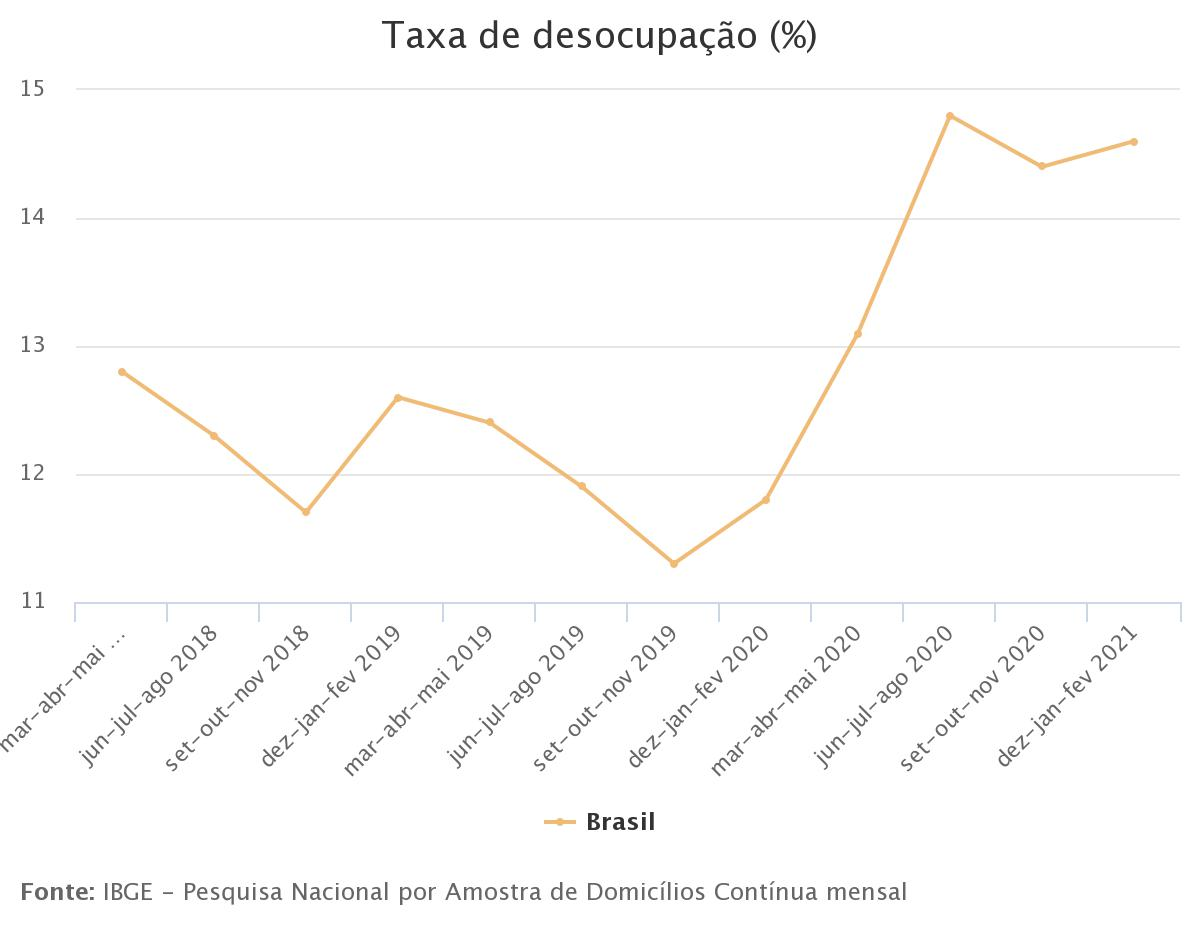 Taxa de desocupação (%)
15
14
13
12
11
mar-abr-mai ...
jun-jul-ago 2018
set-out-nov 2018
dez-jan-fev 2019
mar-abr-mai 2019
jun-jul-ago 2019
set-out-nov 2019
dez-jan-fev 2020
mar-abr-mai 2020
jun-jul-ago 2020
set-out-nov 2020
dez-jan-fev 2021
Brasil
Fonte: IBGE - Pesquisa Nacional por Amostra de Domicílios Contínua mensal